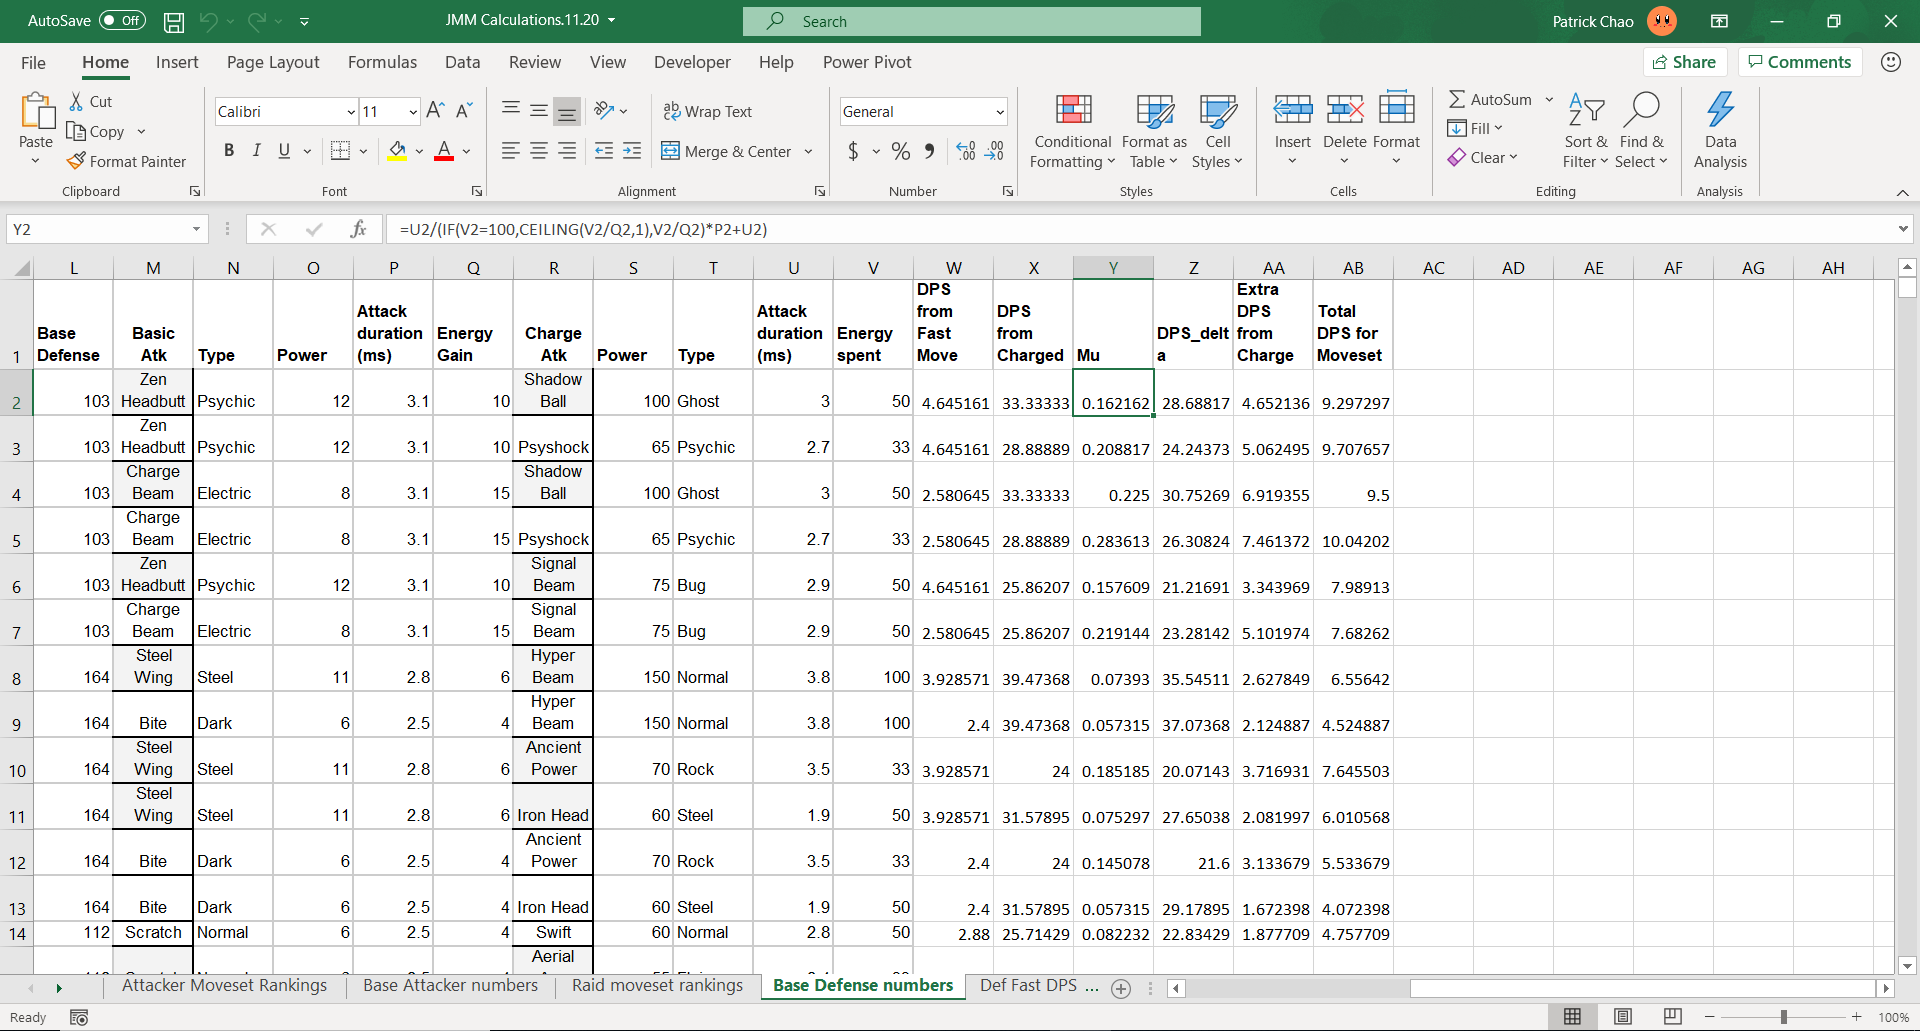 AutoSave Off JMM Calculations.11.20 Search Patrick Chao
File Home Insert Page Layout Formulas Data Review View Developer Help Power Pivot Share Comments
Paste Cut Copy Format Painter Clipboard
Calibri 11 B I U Font
Wrap Text Merge & Center Alignment
General $ % Number
Conditional Formatting Format as Table Cell Styles Styles
Insert Delete Format Cells
AutoSum Fill Clear Sort & Filter Find & Select Editing
Data Analysis Analysis
Y2 fx =U2/(IF(V2=100,CEILING(V2/Q2,1),V2/Q2)*P2+U2)
L M N O P Q R S T U V W X Y Z AA AB AC AD AE AF AG AH
1 Base Defense Basic Atk Type Power Attack duration (ms) Energy Gain Charge Atk Power Type Attack duration (ms) Energy spent DPS from Fast Move DPS from Charged Mu DPS_delta Extra DPS from Charge Total DPS for Moveset
2 103 Zen Headbutt Psychic 12 3.1 10 Shadow Ball 100 Ghost 3 50 4.645161 33.33333 0.162162 28.68817 4.652136 9.297297
3 103 Zen Headbutt Psychic 12 3.1 10 Psyshock 65 Psychic 2.7 33 4.645161 28.88889 0.208817 24.24373 5.062495 9.707657
4 103 Charge Beam Electric 8 3.1 15 Shadow Ball 100 Ghost 3 50 2.580645 33.33333 0.225 30.75269 6.919355 9.5
5 103 Charge Beam Electric 8 3.1 15 Psyshock 65 Psychic 2.7 33 2.580645 28.88889 0.283613 26.30824 7.461372 10.04202
6 103 Zen Headbutt Psychic 12 3.1 10 Signal Beam 75 Bug 2.9 50 4.645161 25.86207 0.157609 21.21691 3.343969 7.98913
7 103 Charge Beam Electric 8 3.1 15 Signal Beam 75 Bug 2.9 50 2.580645 25.86207 0.219144 23.28142 5.101974 7.68262
8 164 Steel Wing Steel 11 2.8 6 Hyper Beam 150 Normal 3.8 100 3.928571 39.47368 0.07393 35.54511 2.627849 6.55642
9 164 Bite Dark 6 2.5 4 Hyper Beam 150 Normal 3.8 100 2.4 39.47368 0.057315 37.07368 2.124887 4.524887
10 164 Steel Wing Steel 11 2.8 6 Ancient Power 70 Rock 3.5 33 3.928571 24 0.185185 20.07143 3.716931 7.645503
11 164 Steel Wing Steel 11 2.8 6 Iron Head 60 Steel 1.9 50 3.928571 31.57895 0.075297 27.65038 2.081997 6.010568
12 164 Bite Dark 6 2.5 4 Ancient Power 70 Rock 3.5 33 2.4 24 0.145078 21.6 3.133679 5.533679
13 164 Bite Dark 6 2.5 4 Iron Head 60 Steel 1.9 50 2.4 31.57895 0.057315 29.17895 1.672398 4.072398
14 112 Scratch Normal 6 2.5 4 Swift 60 Normal 2.8 50 2.88 25.71429 0.082232 22.83429 1.877709 4.757709
Aerial
Attacker Moveset Rankings Base Attacker numbers Raid moveset rankings Base Defense numbers Def Fast DPS ...
Ready 100%